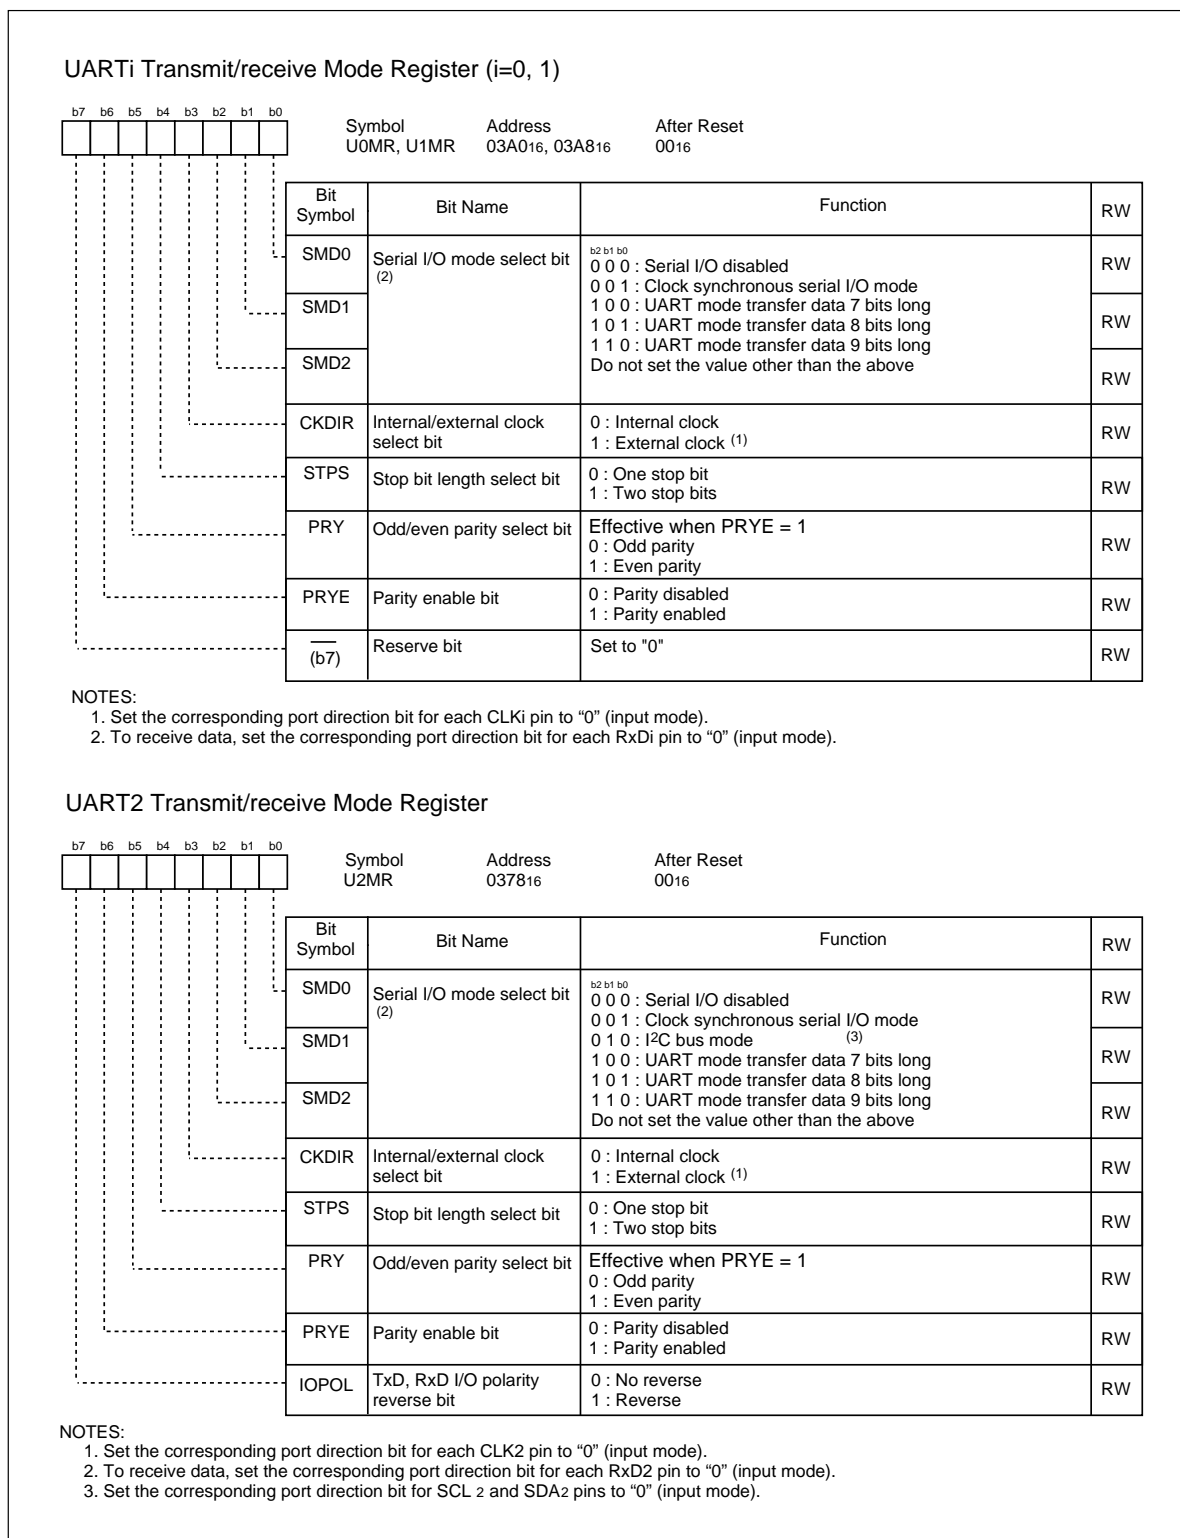 UARTi Transmit/receive Mode Register (i=0, 1)
b7 b6 b5 b4 b3 b2 b1 b0
Symbol Address After Reset
U0MR, U1MR 03A016, 03A816 0016
Bit Symbol Bit Name Function RW
SMD0 Serial I/O mode select bit (2) RW
SMD1 RW
SMD2 RW
b2 b1 b0
0 0 0 : Serial I/O disabled
0 0 1 : Clock synchronous serial I/O mode
1 0 0 : UART mode transfer data 7 bits long
1 0 1 : UART mode transfer data 8 bits long
1 1 0 : UART mode transfer data 9 bits long
Do not set the value other than the above
CKDIR Internal/external clock select bit
0 : Internal clock
1 : External clock (1)
RW
STPS Stop bit length select bit
0 : One stop bit
1 : Two stop bits
RW
PRY Odd/even parity select bit
Effective when PRYE = 1
0 : Odd parity
1 : Even parity
RW
PRYE Parity enable bit
0 : Parity disabled
1 : Parity enabled
RW
(b7) Reserve bit Set to "0" RW
NOTES:
1. Set the corresponding port direction bit for each CLKi pin to “0” (input mode).
2. To receive data, set the corresponding port direction bit for each RxDi pin to “0” (input mode).
UART2 Transmit/receive Mode Register
b7 b6 b5 b4 b3 b2 b1 b0
Symbol Address After Reset
U2MR 037816 0016
Bit Symbol Bit Name Function RW
SMD0 Serial I/O mode select bit (2) RW
SMD1 RW
SMD2 RW
b2 b1 b0
0 0 0 : Serial I/O disabled
0 0 1 : Clock synchronous serial I/O mode
0 1 0 : I2C bus mode (3)
1 0 0 : UART mode transfer data 7 bits long
1 0 1 : UART mode transfer data 8 bits long
1 1 0 : UART mode transfer data 9 bits long
Do not set the value other than the above
CKDIR Internal/external clock select bit
0 : Internal clock
1 : External clock (1)
RW
STPS Stop bit length select bit
0 : One stop bit
1 : Two stop bits
RW
PRY Odd/even parity select bit
Effective when PRYE = 1
0 : Odd parity
1 : Even parity
RW
PRYE Parity enable bit
0 : Parity disabled
1 : Parity enabled
RW
IOPOL TxD, RxD I/O polarity reverse bit
0 : No reverse
1 : Reverse
RW
NOTES:
1. Set the corresponding port direction bit for each CLK2 pin to “0” (input mode).
2. To receive data, set the corresponding port direction bit for each RxD2 pin to “0” (input mode).
3. Set the corresponding port direction bit for SCL 2 and SDA2 pins to “0” (input mode).